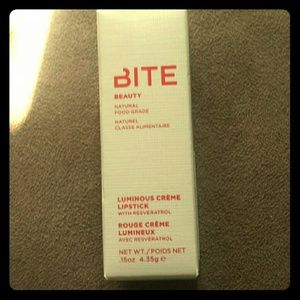 BITE
BEAUTY
NATURAL
FOOD-GRADE
NATUREL
CLASSE ALIMENTAIRE
LUMINOUS CRÈME
LIPSTICK
WITH RESVERATROL
ROUGE CRÈME
LUMINEUX
AVEC RESVÉRATROL
NET WT./POIDS NET
.15oz 4.35g ℮